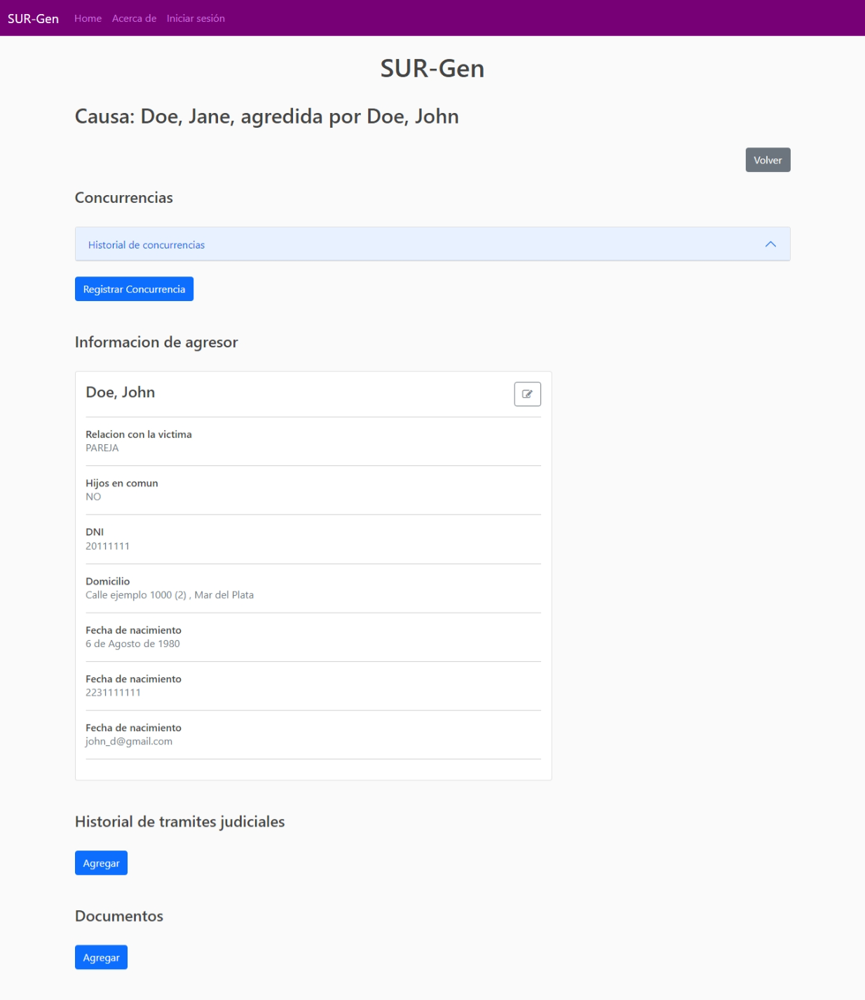 SUR-Gen Home Acerca de Iniciar sesión
SUR-Gen
Causa: Doe, Jane, agredida por Doe, John
Volver
Concurrencias
Historial de concurrencias
Registrar Concurrencia
Informacion de agresor
Doe, John
Relacion con la victima
PAREJA
Hijos en comun
NO
DNI
20111111
Domicilio
Calle ejemplo 1000 (2) , Mar del Plata
Fecha de nacimiento
6 de Agosto de 1980
Fecha de nacimiento
2231111111
Fecha de nacimiento
john_d@gmail.com
Historial de tramites judiciales
Agregar
Documentos
Agregar